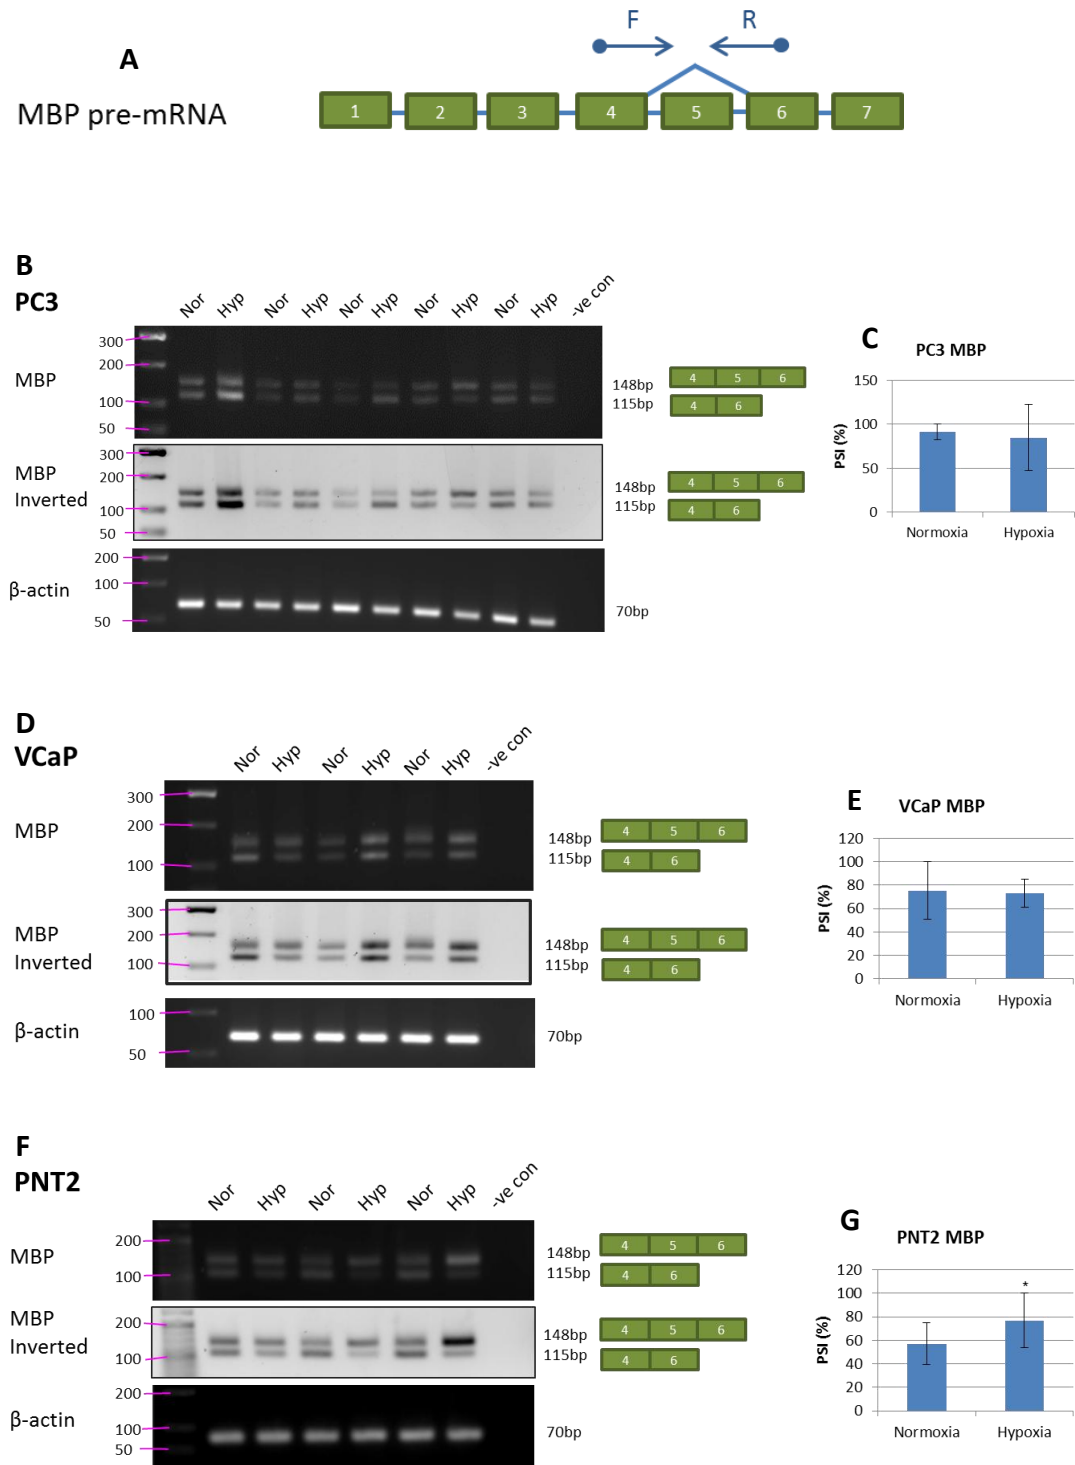 A
F R
MBP pre-mRNA
1 2 3 4 5 6 7
B
PC3
Nor Hyp Nor Hyp Nor Hyp Nor Hyp Nor Hyp -ve con
MBP
300
200
100
50
148bp 4 5 6
115bp 4 6
MBP
Inverted
300
200
100
50
148bp 4 5 6
115bp 4 6
β-actin
200
100
50
70bp
C
PC3 MBP
PSI (%)
150
100
50
0
Normoxia Hypoxia
D
VCaP
Nor Hyp Nor Hyp Nor Hyp -ve con
MBP
300
200
100
148bp 4 5 6
115bp 4 6
MBP
Inverted
300
200
100
148bp 4 5 6
115bp 4 6
β-actin
100
50
70bp
E
VCaP MBP
PSI (%)
120
100
80
60
40
20
0
Normoxia Hypoxia
F
PNT2
Nor Hyp Nor Hyp Nor Hyp -ve con
MBP
200
100
148bp 4 5 6
115bp 4 6
MBP
Inverted
200
100
148bp 4 5 6
115bp 4 6
β-actin
200
100
50
70bp
G
PNT2 MBP
PSI (%)
120
100
80
60
40
20
0
*
Normoxia Hypoxia